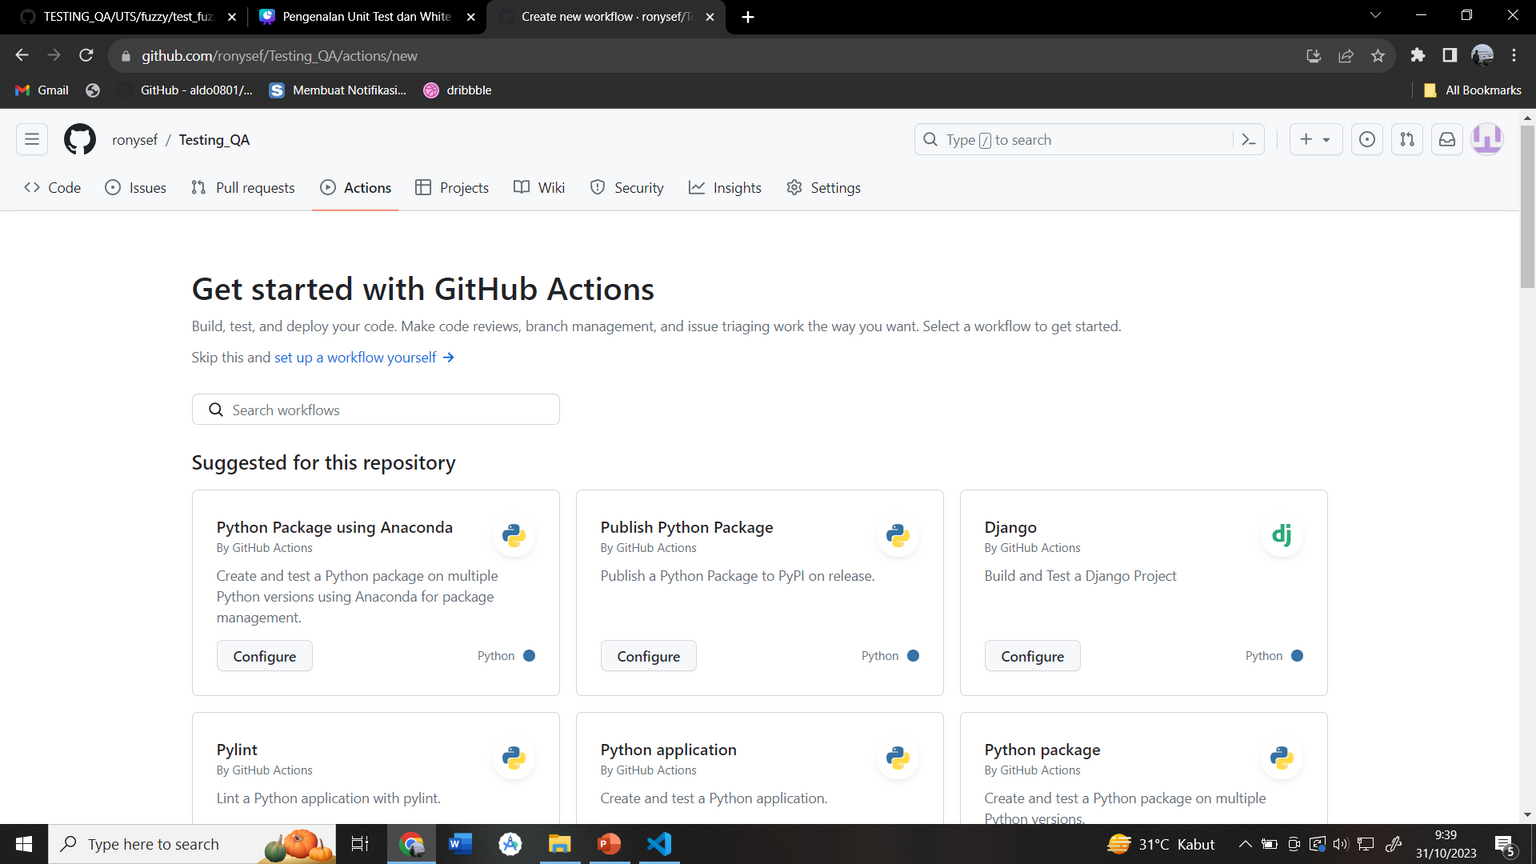 TESTING_QA/UTS/fuzzy/test_fuz
Pengenalan Unit Test dan White
Create new workflow · ronysef/Te
github.com/ronysef/Testing_QA/actions/new
Gmail
GitHub - aldo0801/...
Membuat Notifikasi...
dribbble
All Bookmarks
ronysef / Testing_QA
Type / to search
Code
Issues
Pull requests
Actions
Projects
Wiki
Security
Insights
Settings
Get started with GitHub Actions
Build, test, and deploy your code. Make code reviews, branch management, and issue triaging work the way you want. Select a workflow to get started.
Skip this and set up a workflow yourself →
Search workflows
Suggested for this repository
Python Package using Anaconda
By GitHub Actions
Create and test a Python package on multiple
Python versions using Anaconda for package
management.
Configure
Python
Publish Python Package
By GitHub Actions
Publish a Python Package to PyPI on release.
Configure
Python
Django
By GitHub Actions
dj
Build and Test a Django Project
Configure
Python
Pylint
By GitHub Actions
Lint a Python application with pylint.
Python application
By GitHub Actions
Create and test a Python application.
Python package
By GitHub Actions
Create and test a Python package on multiple
Python versions.
Type here to search
31°C Kabut
9:39
31/10/2023
5